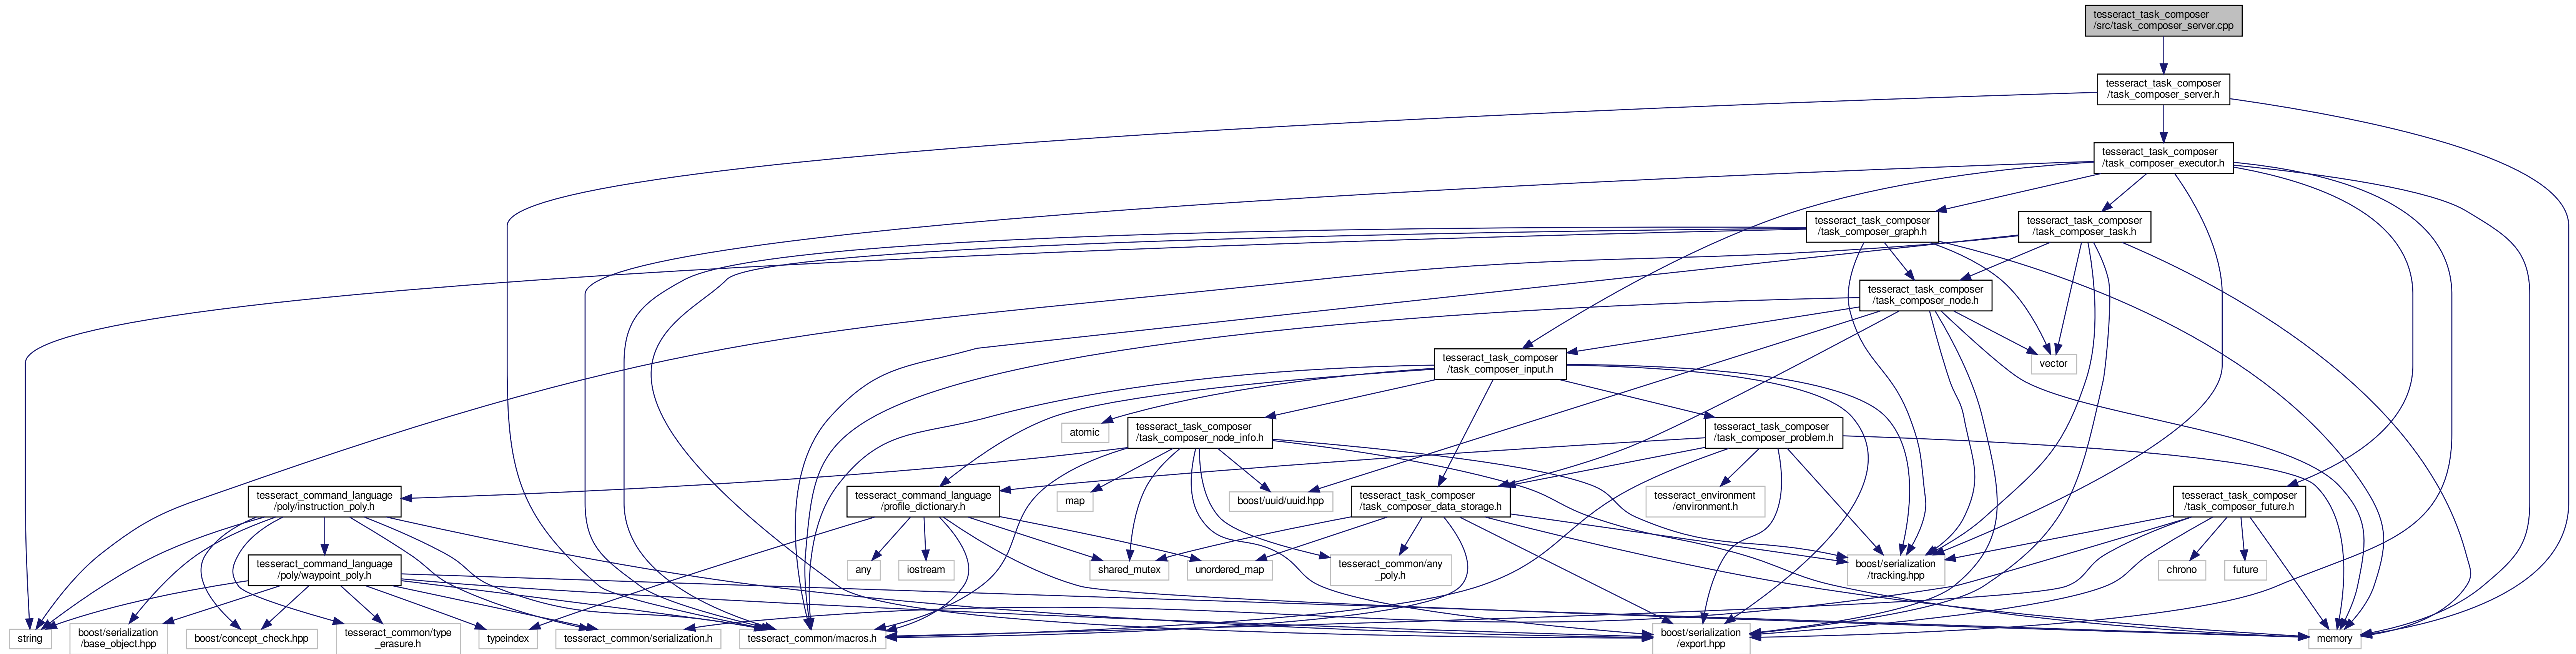 tesseract_task_composer
/src/task_composer_server.cpp
tesseract_task_composer
/task_composer_server.h
tesseract_task_composer
/task_composer_executor.h
tesseract_task_composer
/task_composer_graph.h
tesseract_task_composer
/task_composer_task.h
tesseract_task_composer
/task_composer_node.h
tesseract_task_composer
/task_composer_input.h
vector
atomic
tesseract_task_composer
/task_composer_node_info.h
tesseract_task_composer
/task_composer_problem.h
tesseract_command_language
/poly/instruction_poly.h
tesseract_command_language
/profile_dictionary.h
map
boost/uuid/uuid.hpp
tesseract_task_composer
/task_composer_data_storage.h
tesseract_environment
/environment.h
tesseract_task_composer
/task_composer_future.h
tesseract_command_language
/poly/waypoint_poly.h
any
iostream
shared_mutex
unordered_map
tesseract_common/any
_poly.h
boost/serialization
/tracking.hpp
chrono
future
string
boost/serialization
/base_object.hpp
boost/concept_check.hpp
tesseract_common/type
_erasure.h
typeindex
tesseract_common/serialization.h
tesseract_common/macros.h
boost/serialization
/export.hpp
memory